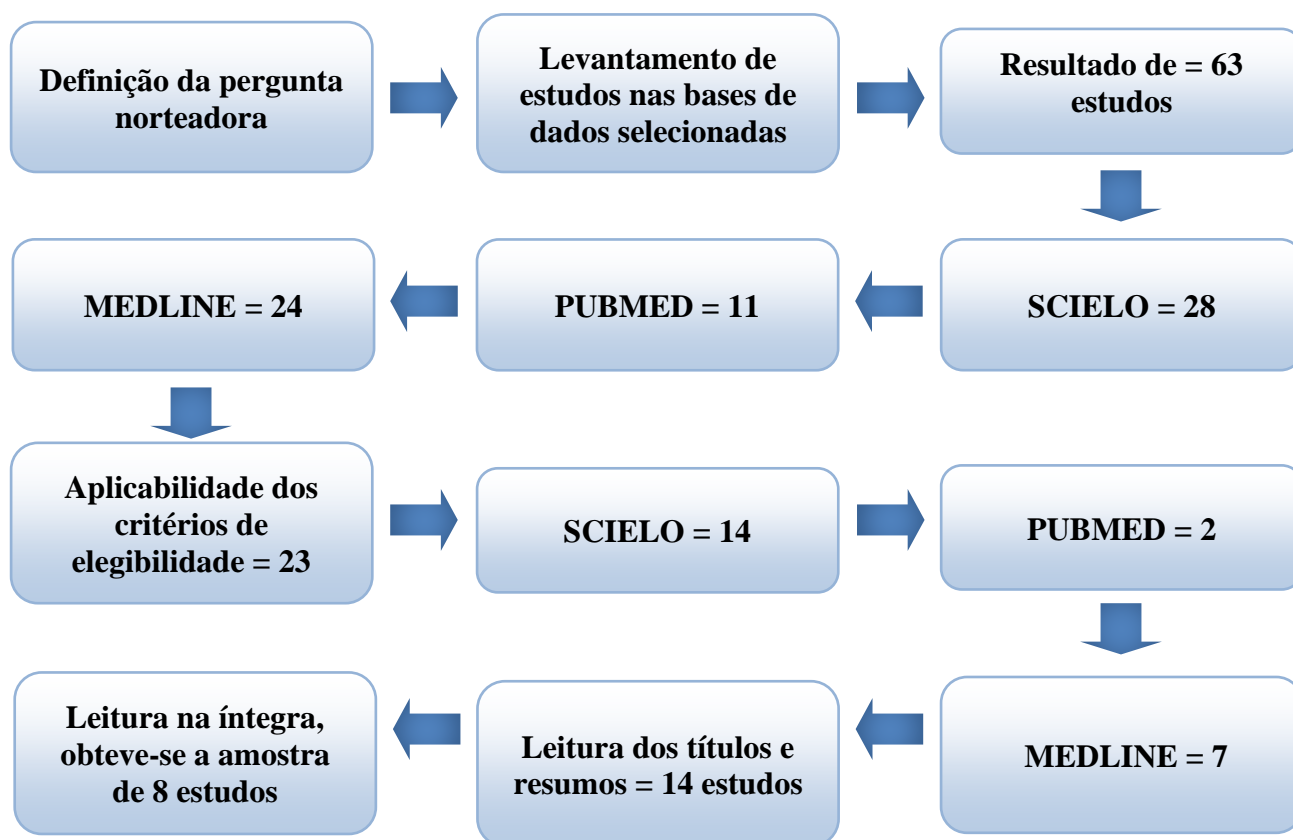 Definição da pergunta
norteadora
Levantamento de
estudos nas bases de
dados selecionadas
Resultado de = 63
estudos
SCIELO = 28
PUBMED = 11
MEDLINE = 24
Aplicabilidade dos
critérios de
elegibilidade = 23
SCIELO = 14
PUBMED = 2
MEDLINE = 7
Leitura dos títulos e
resumos = 14 estudos
Leitura na íntegra,
obteve-se a amostra
de 8 estudos